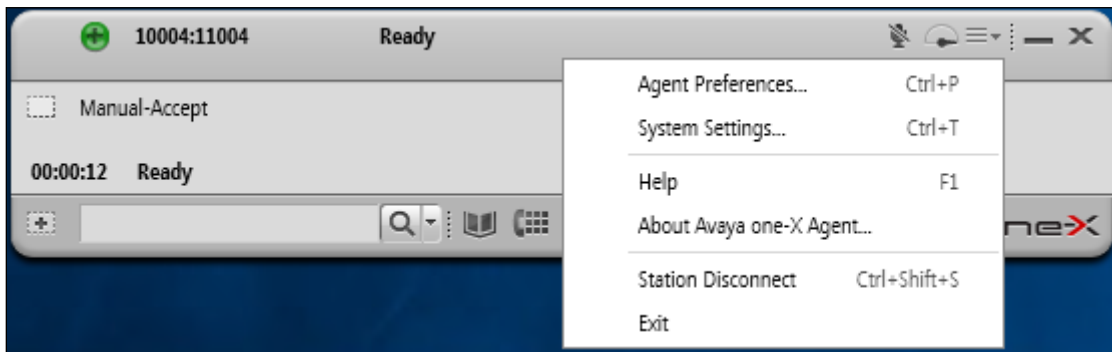 10004:11004 Ready
Agent Preferences... Ctrl+P
Manual-Accept
System Settings... Ctrl+T
00:00:12 Ready
Help F1
About Avaya one-X Agent...
ne-X
Station Disconnect Ctrl+Shift+S
Exit